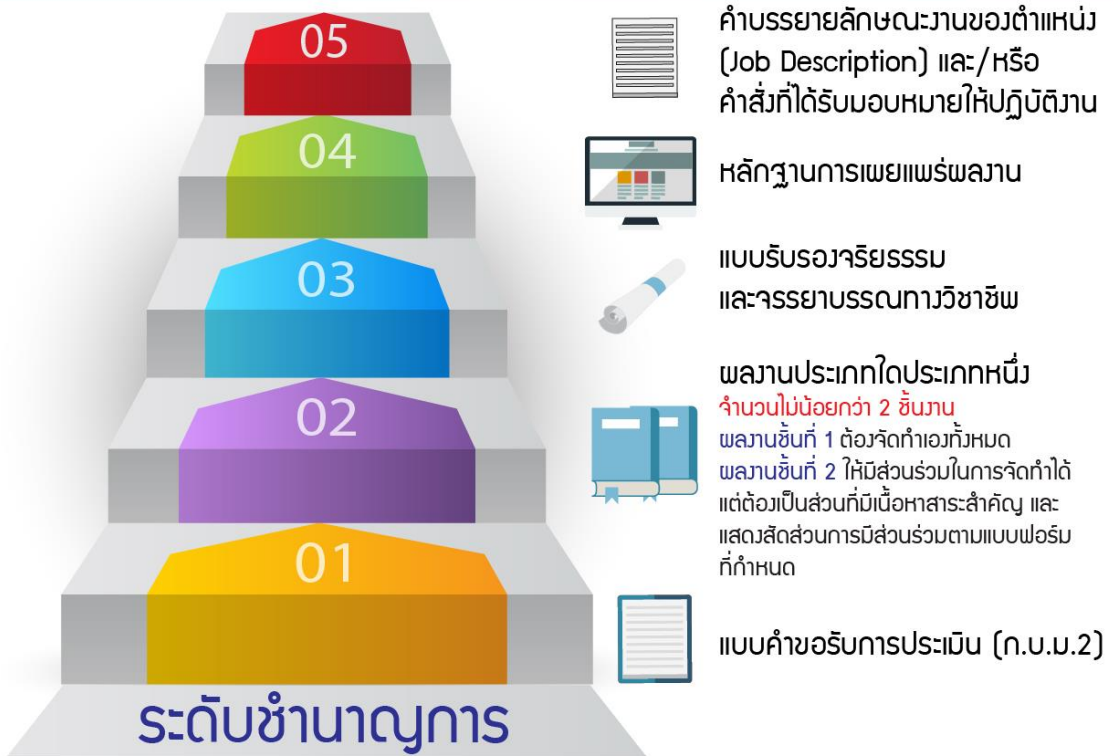 05
คำบรรยายลักษณะงานของตำแหน่ง
(Job Description) และ/หรือ
คำสั่งที่ได้รับมอบหมายให้ปฏิบัติงาน
04
หลักฐานการเผยแพร่ผลงาน
03
แบบรับรองจริยธรรม
และจรรยาบรรณทางวิชาชีพ
02
ผลงานประเภทใดประเภทหนึ่ง
จำนวนไม่น้อยกว่า 2 ชิ้นงาน
ผลงานชิ้นที่ 1 ต้องจัดทำเองทั้งหมด
ผลงานชิ้นที่ 2 ให้มีส่วนร่วมในการจัดทำได้
แต่ต้องเป็นส่วนที่มีเนื้อหาสาระสำคัญ และ
แสดงสัดส่วนการมีส่วนร่วมตามแบบฟอร์ม
ที่กำหนด
01
แบบคำขอรับการประเมิน (ก.บ.ม.2)
ระดับชำนาญการ